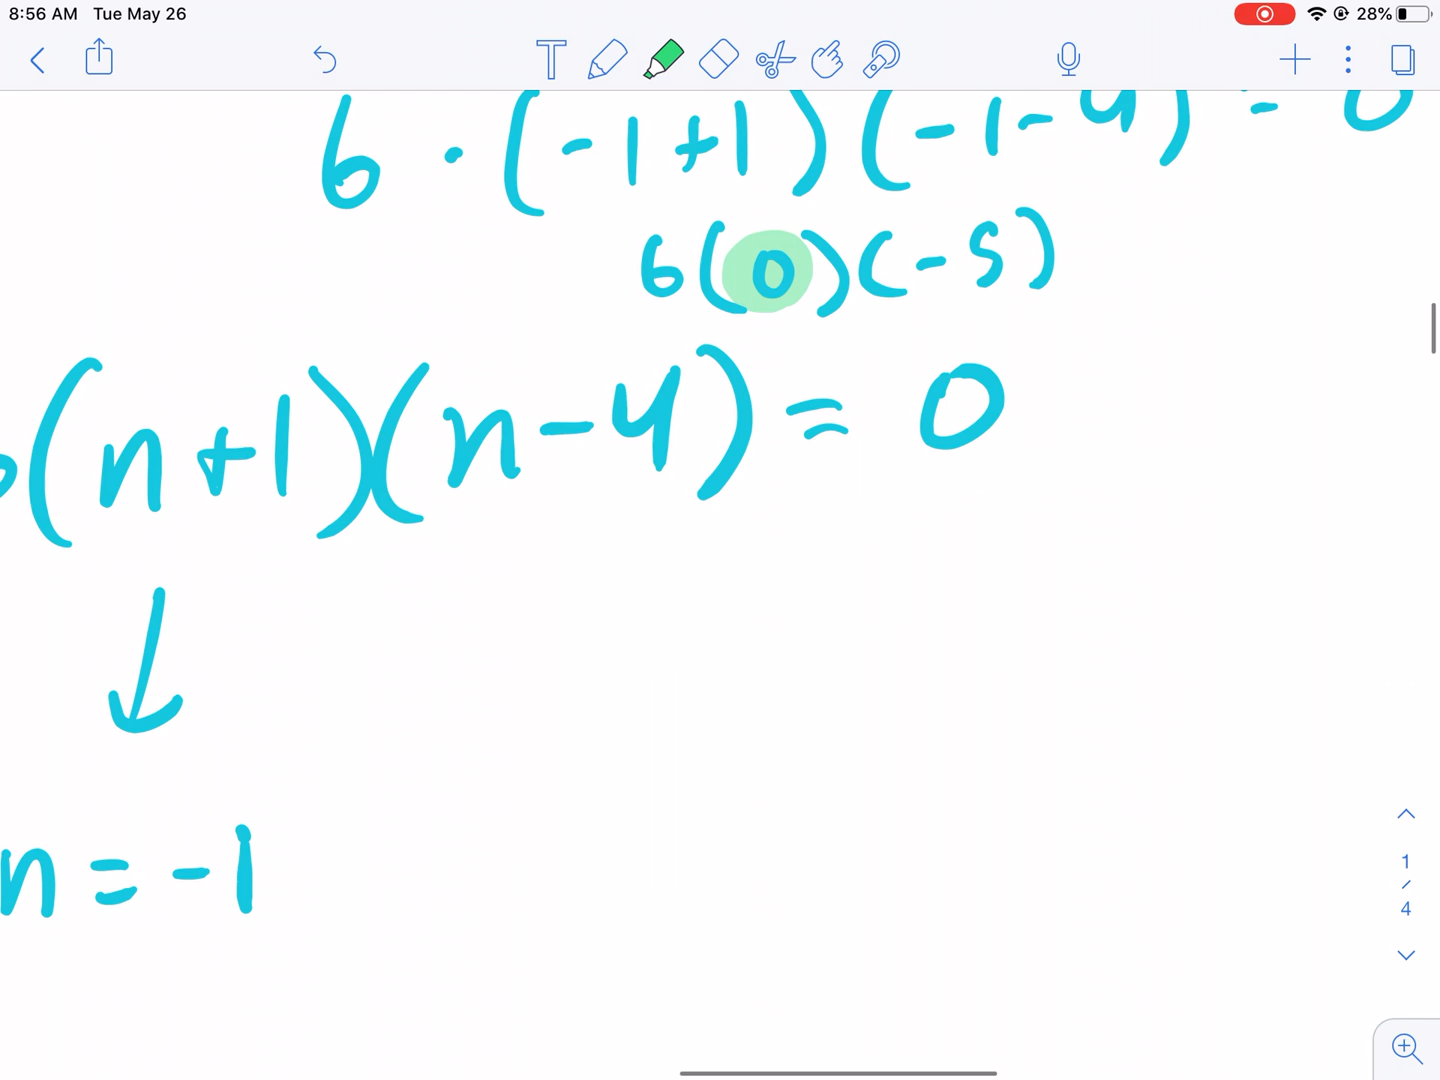 8:56 AM Tue May 26
28%
T
6 · (-1+1)(-1-4) = 0
6(0)(-5)
(n+1)(n-4) = 0
n = -1
1
/
4